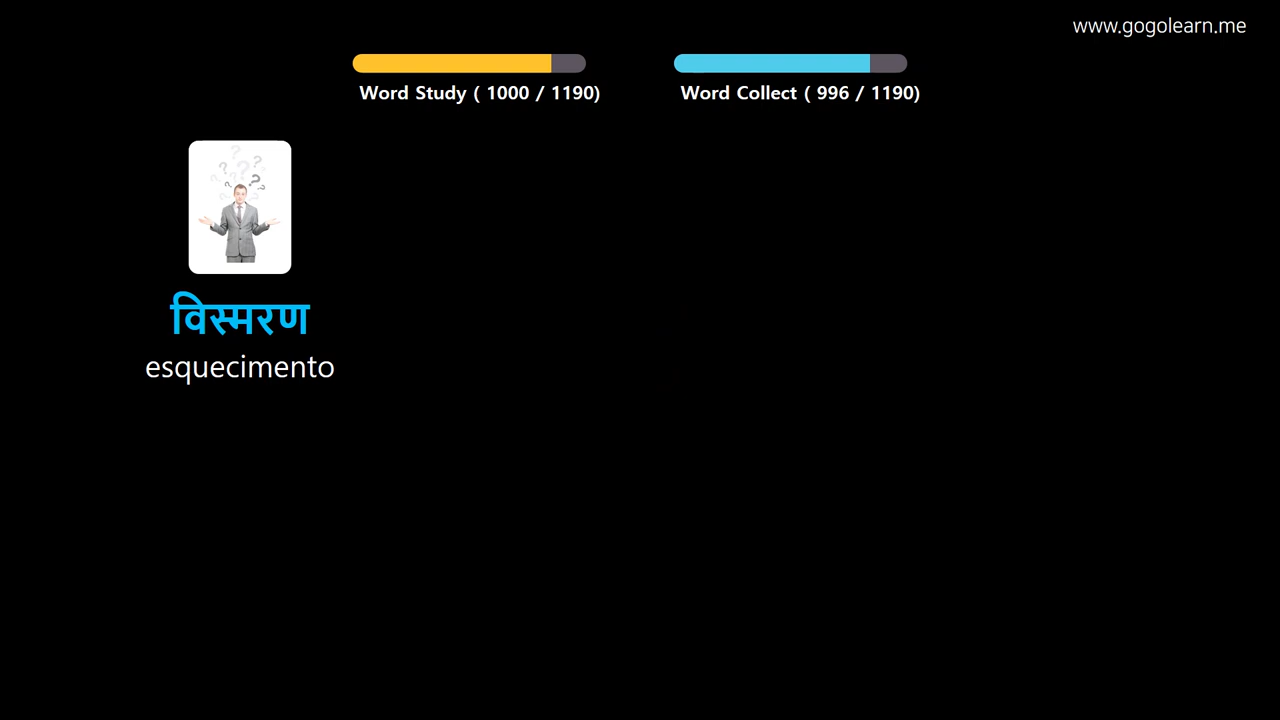 www.gogolearn.me
Word Study ( 1000 / 1190)
Word Collect ( 996 / 1190)
विस्मरण
esquecimento